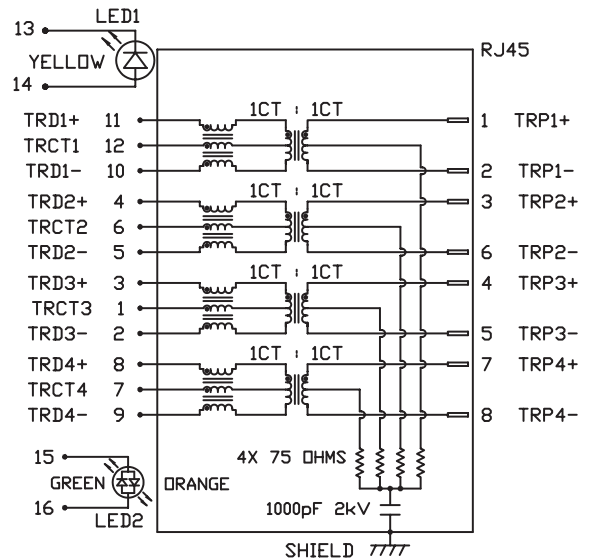 LED1
13
YELLOW
14
RJ45
1CT : 1CT
TRD1+ 11 1 TRP1+
TRCT1 12
TRD1- 10 2 TRP1-
1CT : 1CT
TRD2+ 4 3 TRP2+
TRCT2 6
TRD2- 5 6 TRP2-
1CT : 1CT
TRD3+ 3 4 TRP3+
TRCT3 1
TRD3- 2 5 TRP3-
1CT : 1CT
TRD4+ 8 7 TRP4+
TRCT4 7
TRD4- 9 8 TRP4-
15 4X 75 OHMS
GREEN ORANGE
16 1000pF 2kV
LED2
SHIELD